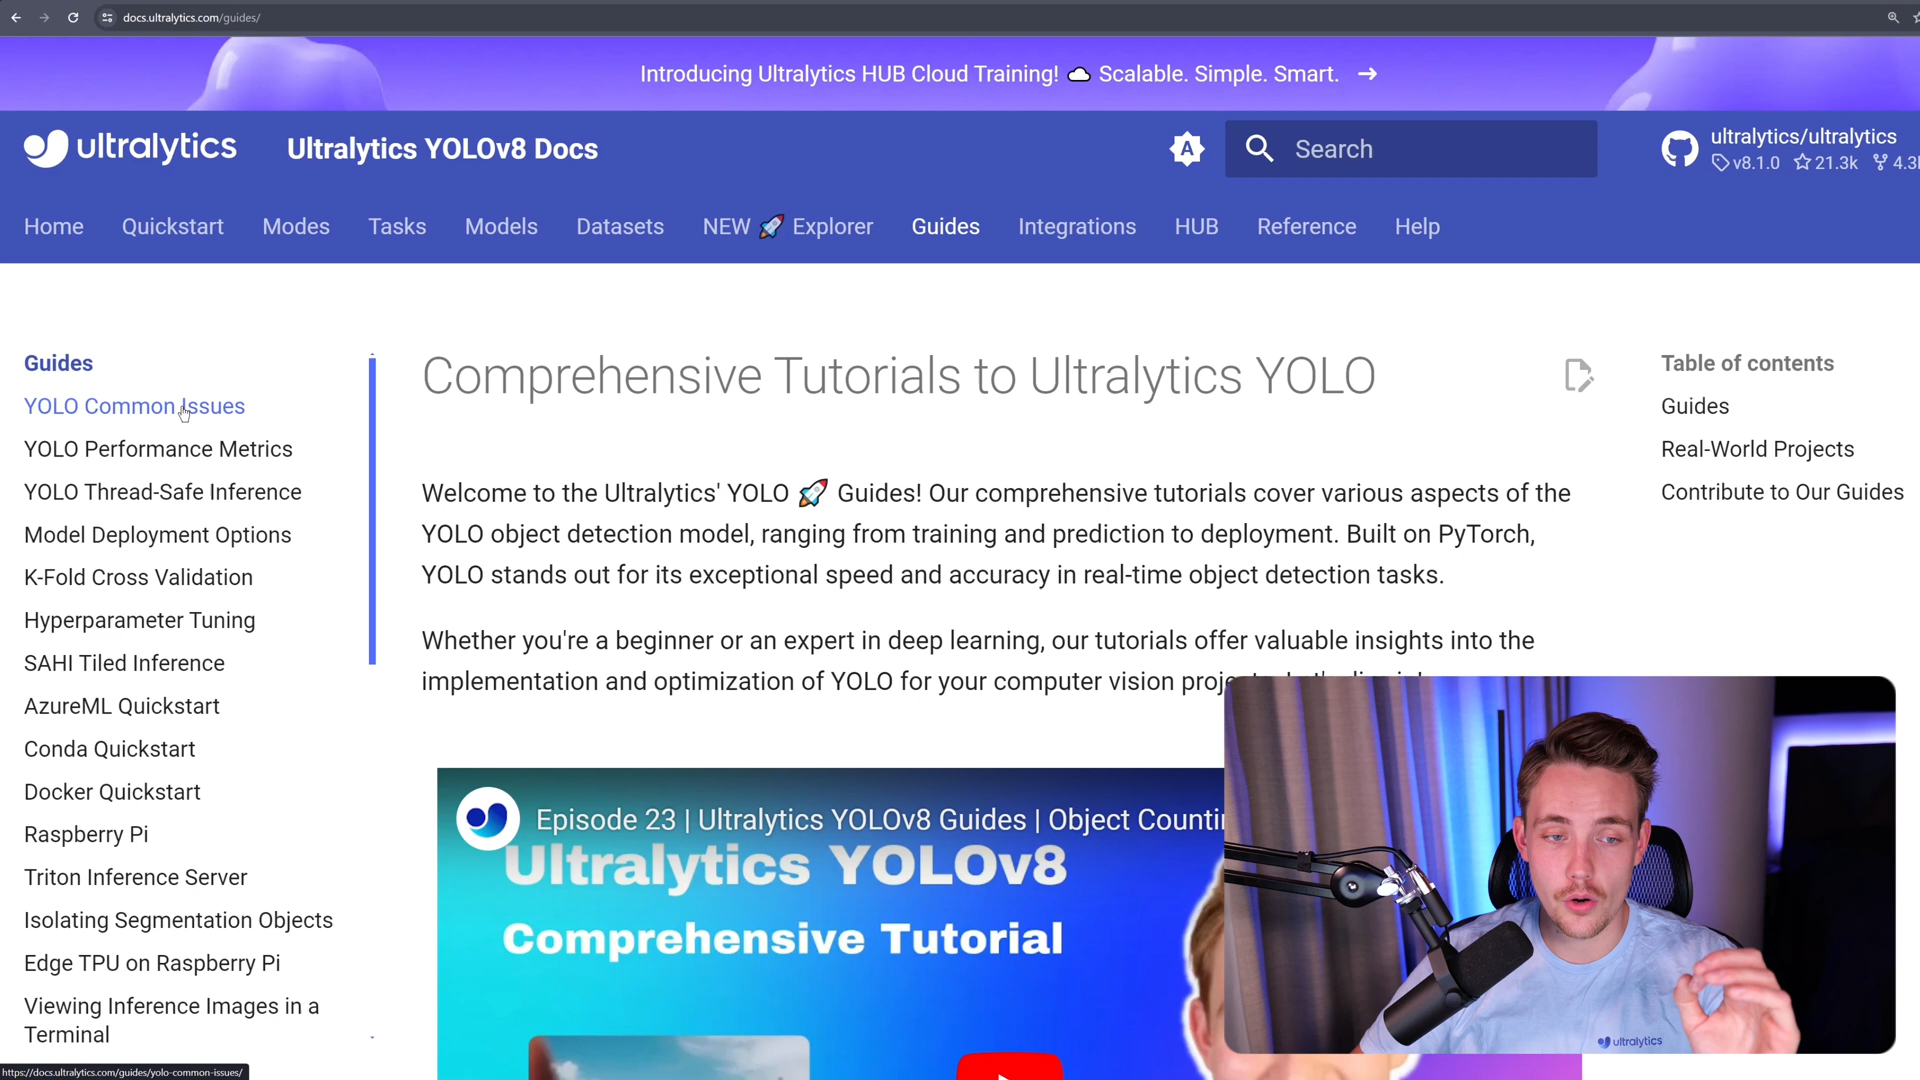 docs.ultralytics.com/guides/
Introducing Ultralytics HUB Cloud Training! ☁ Scalable. Simple. Smart. →
ultralytics
Ultralytics YOLOv8 Docs
A
Search
ultralytics/ultralytics
v8.1.0 21.3k
Home Quickstart Modes Tasks Models Datasets NEW 🚀 Explorer Guides Integrations HUB Reference Help
Guides
YOLO Common Issues
YOLO Performance Metrics
YOLO Thread-Safe Inference
Model Deployment Options
K-Fold Cross Validation
Hyperparameter Tuning
SAHI Tiled Inference
AzureML Quickstart
Conda Quickstart
Docker Quickstart
Raspberry Pi
Triton Inference Server
Isolating Segmentation Objects
Edge TPU on Raspberry Pi
Viewing Inference Images in a
Terminal
https://docs.ultralytics.com/guides/yolo-common-issues/
Comprehensive Tutorials to Ultralytics YOLO
Welcome to the Ultralytics' YOLO 🚀 Guides! Our comprehensive tutorials cover various aspects of the
YOLO object detection model, ranging from training and prediction to deployment. Built on PyTorch,
YOLO stands out for its exceptional speed and accuracy in real-time object detection tasks.
Whether you're a beginner or an expert in deep learning, our tutorials offer valuable insights into the
implementation and optimization of YOLO for your computer vision
Episode 23 | Ultralytics YOLOv8 Guides | Object
Ultralytics YOLOv8
Comprehensive Tutorial
Table of contents
Guides
Real-World Projects
Contribute to Our Guides
ultralytics